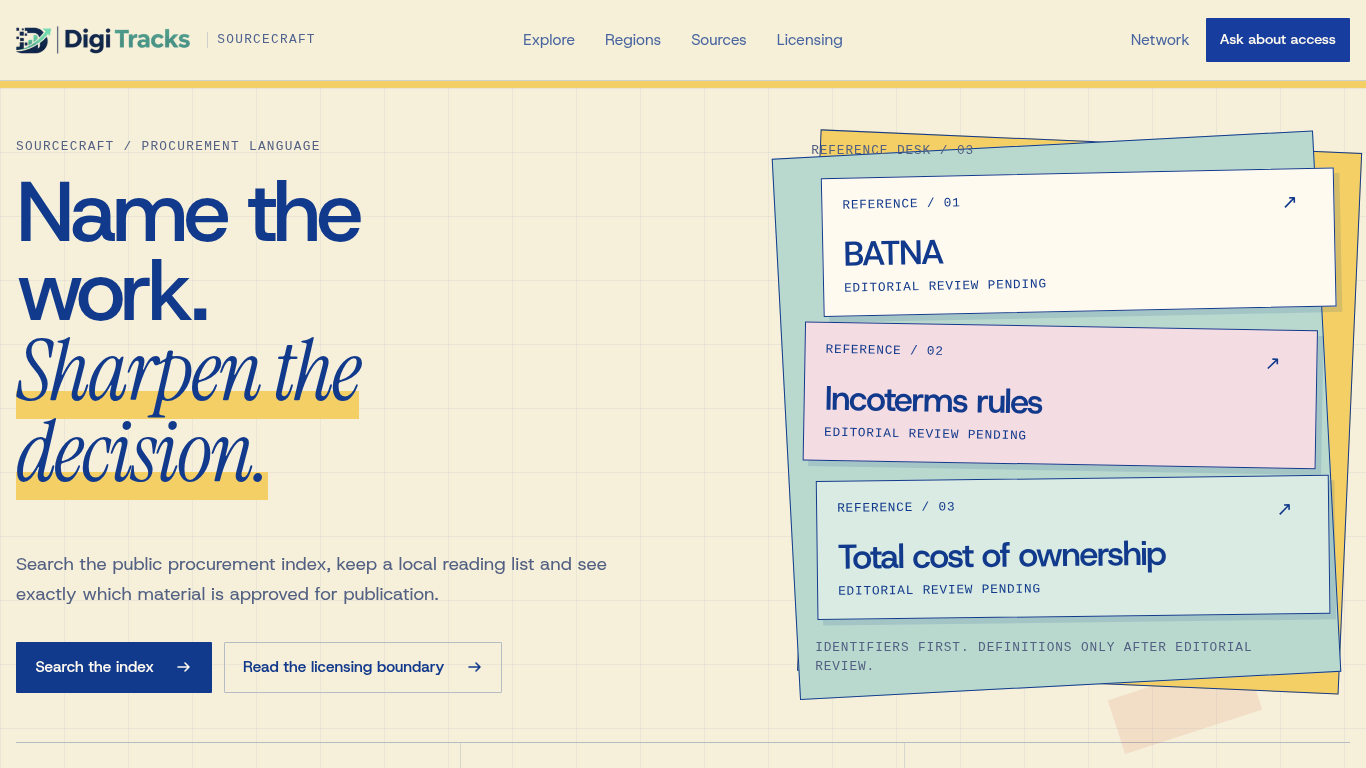 Digi Tracks
SOURCECRAFT
Explore
Regions
Sources
Licensing
Network
Ask about access
SOURCECRAFT / PROCUREMENT LANGUAGE
Name the
work.
Sharpen the
decision.
Search the public procurement index, keep a local reading list and see
exactly which material is approved for publication.
Search the index →
Read the licensing boundary →
REFERENCE DESK / 03
REFERENCE / 01 ↗
BATNA
EDITORIAL REVIEW PENDING
REFERENCE / 02 ↗
Incoterms rules
EDITORIAL REVIEW PENDING
REFERENCE / 03 ↗
Total cost of ownership
EDITORIAL REVIEW PENDING
IDENTIFIERS FIRST. DEFINITIONS ONLY AFTER EDITORIAL
REVIEW.